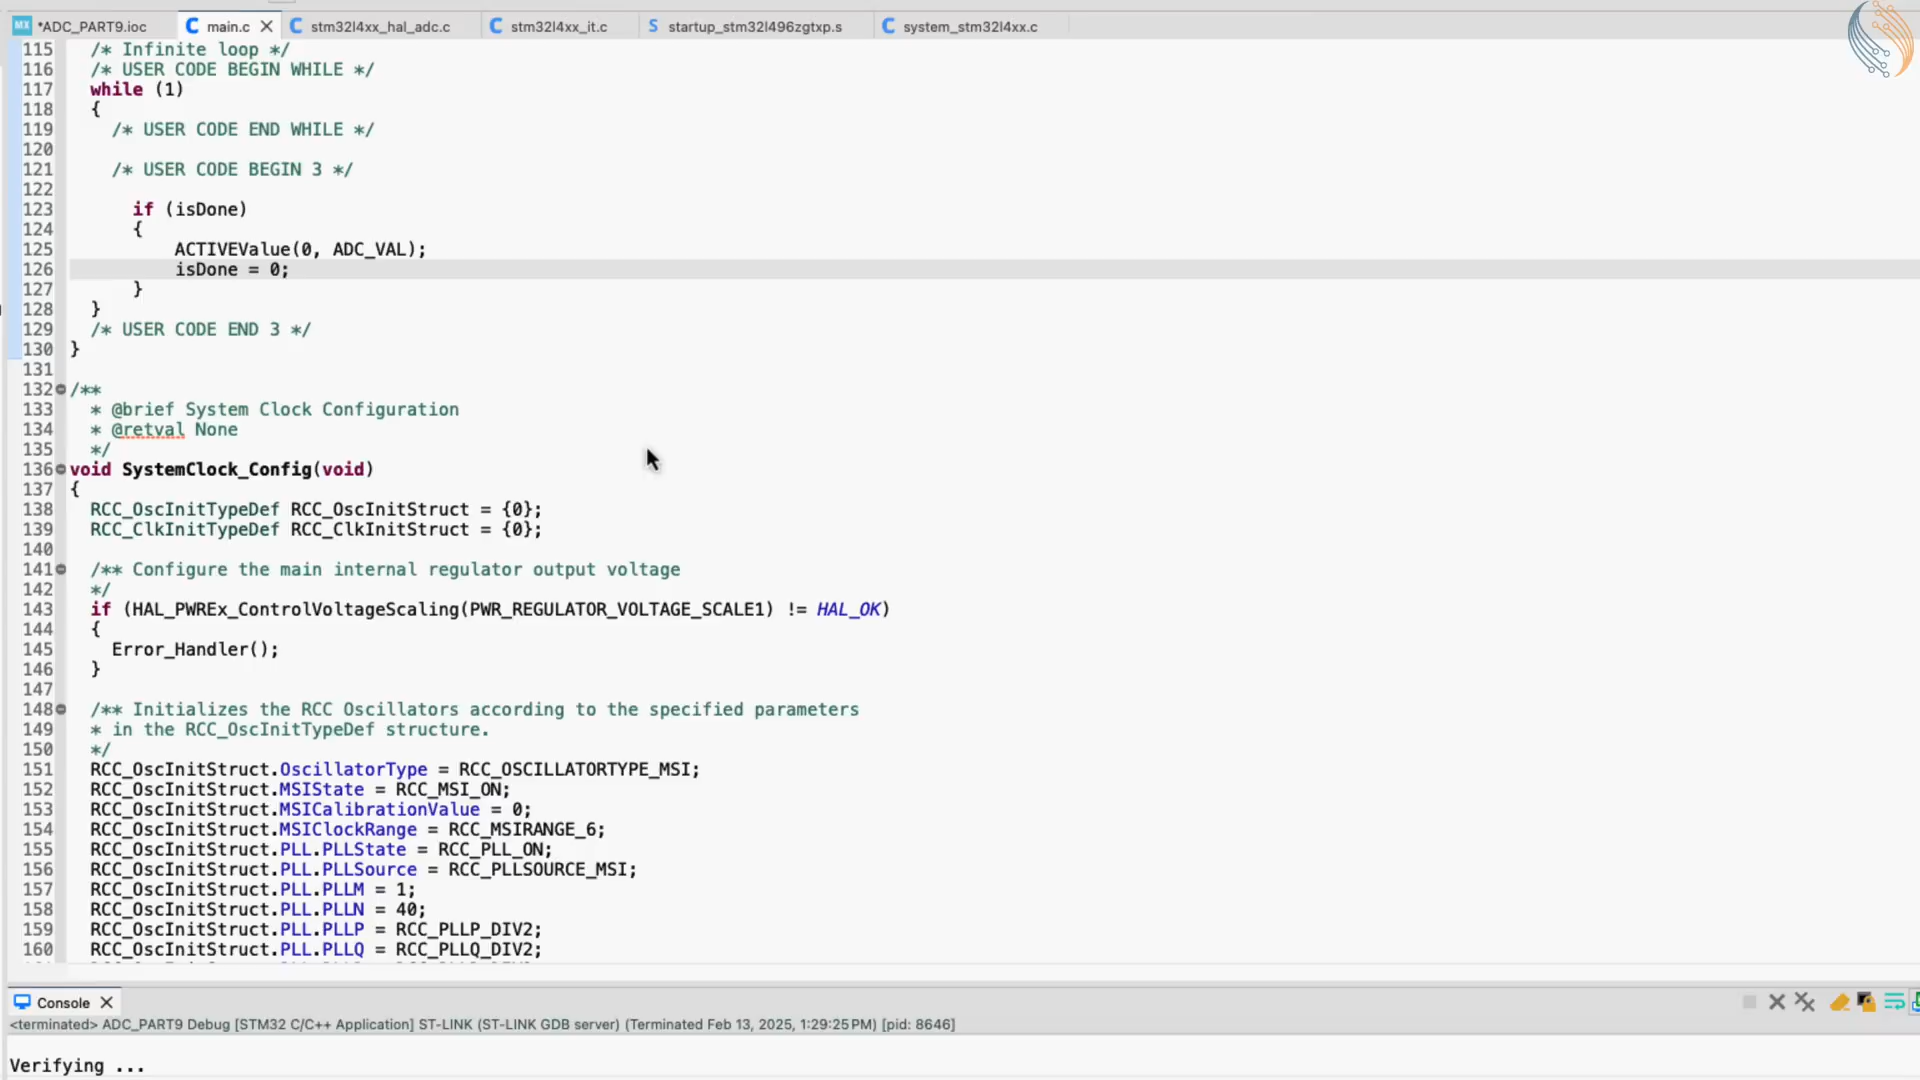 *ADC_PART9.ioc
main.c
stm32l4xx_hal_adc.c
stm32l4xx_it.c
startup_stm32l496zgtxp.s
system_stm32l4xx.c
115 /* Infinite loop */
116 /* USER CODE BEGIN WHILE */
117 while (1)
118 {
119 /* USER CODE END WHILE */
120
121 /* USER CODE BEGIN 3 */
122
123 if (isDone)
124 {
125 ACTIVEValue(0, ADC_VAL);
126 isDone = 0;
127 }
128 }
129 /* USER CODE END 3 */
130 }
131
132 /**
133 * @brief System Clock Configuration
134 * @retval None
135 */
136 void SystemClock_Config(void)
137 {
138 RCC_OscInitTypeDef RCC_OscInitStruct = {0};
139 RCC_ClkInitTypeDef RCC_ClkInitStruct = {0};
140
141 /** Configure the main internal regulator output voltage
142 */
143 if (HAL_PWREx_ControlVoltageScaling(PWR_REGULATOR_VOLTAGE_SCALE1) != HAL_OK)
144 {
145 Error_Handler();
146 }
147
148 /** Initializes the RCC Oscillators according to the specified parameters
149 * in the RCC_OscInitTypeDef structure.
150 */
151 RCC_OscInitStruct.OscillatorType = RCC_OSCILLATORTYPE_MSI;
152 RCC_OscInitStruct.MSIState = RCC_MSI_ON;
153 RCC_OscInitStruct.MSICalibrationValue = 0;
154 RCC_OscInitStruct.MSIClockRange = RCC_MSIRANGE_6;
155 RCC_OscInitStruct.PLL.PLLState = RCC_PLL_ON;
156 RCC_OscInitStruct.PLL.PLLSource = RCC_PLLSOURCE_MSI;
157 RCC_OscInitStruct.PLL.PLLM = 1;
158 RCC_OscInitStruct.PLL.PLLN = 40;
159 RCC_OscInitStruct.PLL.PLLP = RCC_PLLP_DIV2;
160 RCC_OscInitStruct.PLL.PLLQ = RCC_PLLQ_DIV2;
Console
<terminated> ADC_PART9 Debug [STM32 C/C++ Application] ST-LINK (ST-LINK GDB server) (Terminated Feb 13, 2025, 1:29:25 PM) [pid: 8646]
Verifying ...